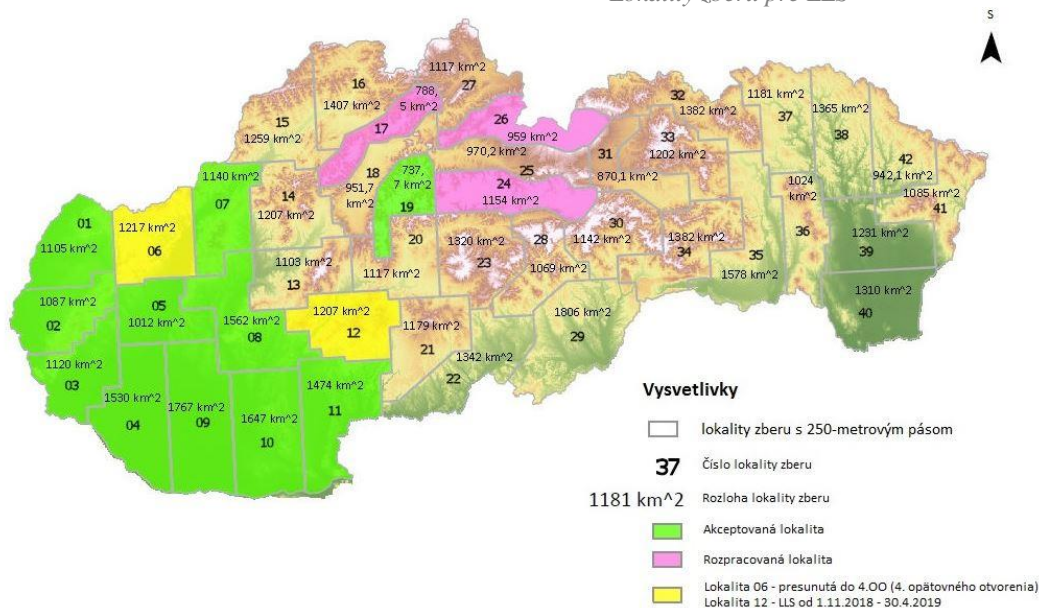 S
1117 km^2
27
16
788,
5 km^2
1407 km^2
17
15
1259 km^2
26
959 km^2
32
1382 km^2
1181 km^2
37
1365 km^2
38
33
1202 km^2
31
970,2 km^2
25
870,1 km^2
42
942,1 km^2
1085 km^2
41
1140 km^2
07
14
1207 km^2
18
951,7
km^2
737,
7 km^2
19
24
1154 km^2
1024
km^2
36
01
1105 km^2
1217 km^2
06
20
1320 km^2
23
28
30
1142 km^2
1382 km^2
34
35
1578 km^2
1231 km^2
39
1103 km^2
13
1117 km^2
1069 km^2
1310 km^2
40
1087 km^2
02
05
1012 km^2
1562 km^2
08
1207 km^2
12
1179 km^2
21
1806 km^2
29
1342 km^2
22
1120 km^2
03
1530 km^2
04
1767 km^2
09
1647 km^2
10
1474 km^2
11
Vysvetlivky
lokality zberu s 250-metrovým pásom
37 Číslo lokality zberu
1181 km^2 Rozloha lokality zberu
Akceptovaná lokalita
Rozpracovaná lokalita
Lokalita 06 - presunutá do 4.OO (4. opätovného otvorenia)
Lokalita 12 - LLS od 1.11.2018 - 30.4.2019